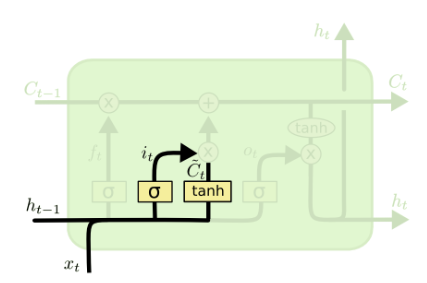 h_t
C_{t-1}
×
+
C_t
tanh
f_t
i_t
×
o_t
×
C̃_t
σ
σ
tanh
σ
h_{t-1}
h_t
x_t